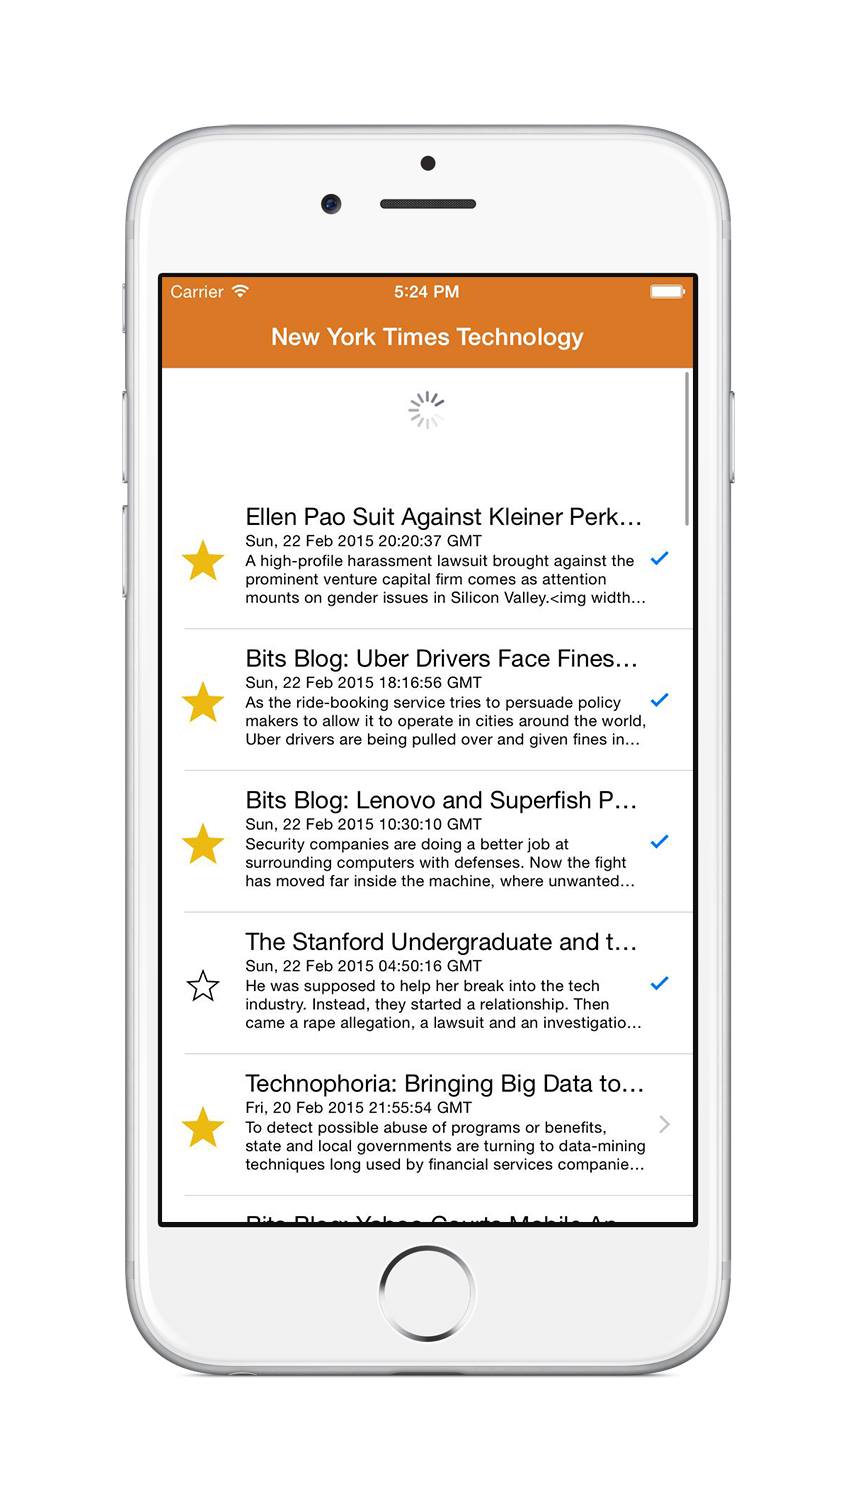 Carrier
5:24 PM
New York Times Technology
Ellen Pao Suit Against Kleiner Perk…
Sun, 22 Feb 2015 20:20:37 GMT
A high-profile harassment lawsuit brought against the
prominent venture capital firm comes as attention
mounts on gender issues in Silicon Valley.<img width…
Bits Blog: Uber Drivers Face Fines…
Sun, 22 Feb 2015 18:16:56 GMT
As the ride-booking service tries to persuade policy
makers to allow it to operate in cities around the world,
Uber drivers are being pulled over and given fines in…
Bits Blog: Lenovo and Superfish P…
Sun, 22 Feb 2015 10:30:10 GMT
Security companies are doing a better job at
surrounding computers with defenses. Now the fight
has moved far inside the machine, where unwanted…
The Stanford Undergraduate and t…
Sun, 22 Feb 2015 04:50:16 GMT
He was supposed to help her break into the tech
industry. Instead, they started a relationship. Then
came a rape allegation, a lawsuit and an investigatio…
Technophoria: Bringing Big Data to…
Fri, 20 Feb 2015 21:55:54 GMT
To detect possible abuse of programs or benefits,
state and local governments are turning to data-mining
techniques long used by financial services companie…
Bits Blog: Yahoo Courts Mobile Ap…